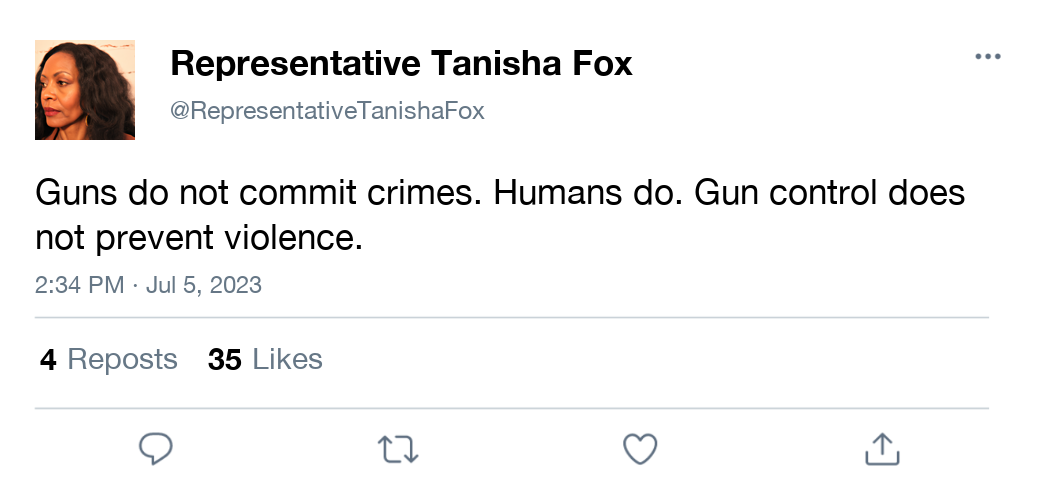 Representative Tanisha Fox
@RepresentativeTanishaFox
Guns do not commit crimes. Humans do. Gun control does
not prevent violence.
2:34 PM · Jul 5, 2023
4 Reposts 35 Likes